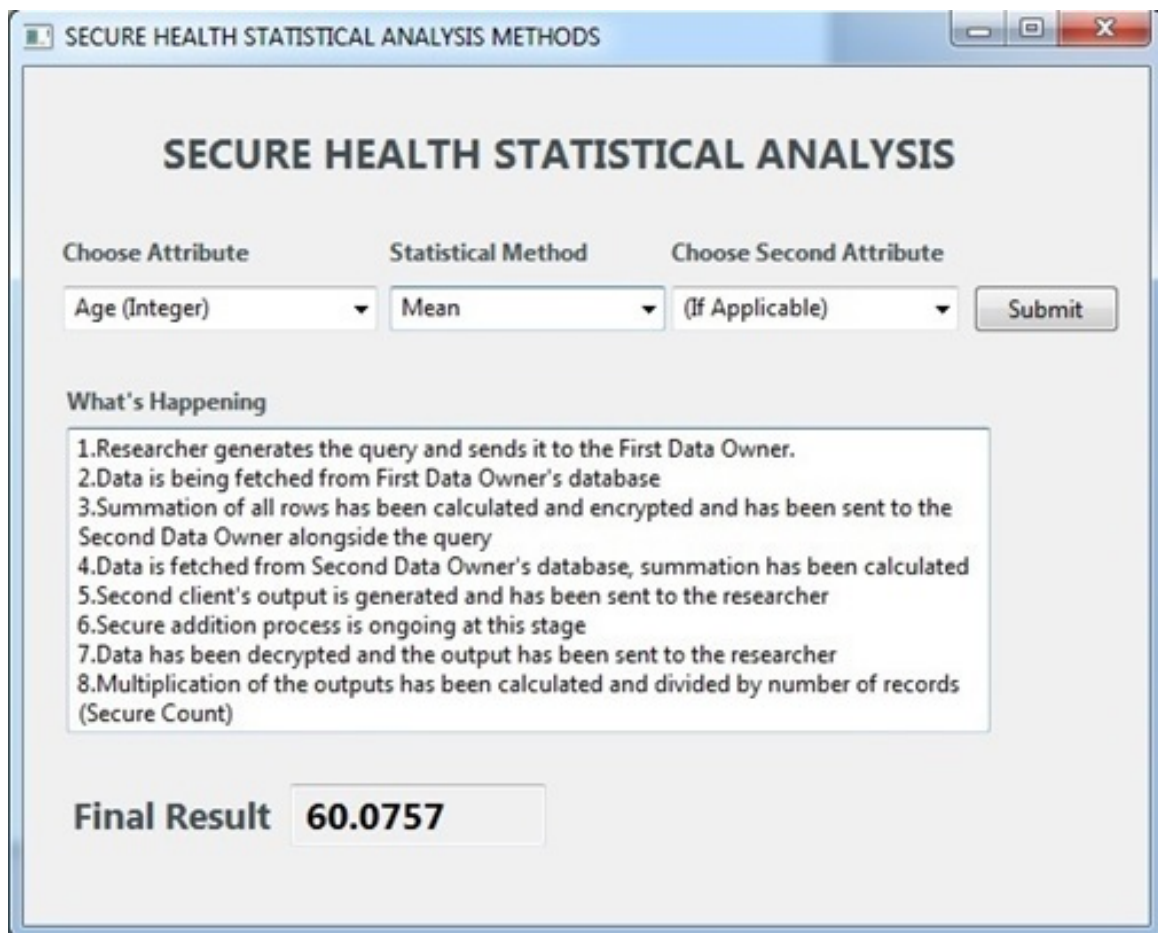 SECURE HEALTH STATISTICAL ANALYSIS METHODS
SECURE HEALTH STATISTICAL ANALYSIS
Choose Attribute Statistical Method Choose Second Attribute
Age (Integer) Mean (If Applicable) Submit
What's Happening
1.Researcher generates the query and sends it to the First Data Owner.
2.Data is being fetched from First Data Owner's database
3.Summation of all rows has been calculated and encrypted and has been sent to the
Second Data Owner alongside the query
4.Data is fetched from Second Data Owner's database, summation has been calculated
5.Second client's output is generated and has been sent to the researcher
6.Secure addition process is ongoing at this stage
7.Data has been decrypted and the output has been sent to the researcher
8.Multiplication of the outputs has been calculated and divided by number of records
(Secure Count)
Final Result 60.0757